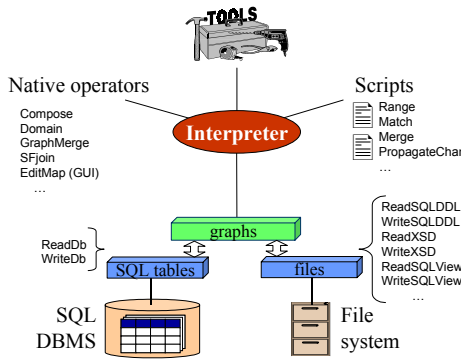 TOOLS
Native operators
Scripts
Compose
Domain
GraphMerge
SFjoin
EditMap (GUI)
…
Interpreter
Range
Match
Merge
PropagateChan
…
graphs
ReadDb
WriteDb
SQL tables
files
ReadSQLDDL
WriteSQLDDL
ReadXSD
WriteXSD
ReadSQLView
WriteSQLView
…
SQL
DBMS
File
system